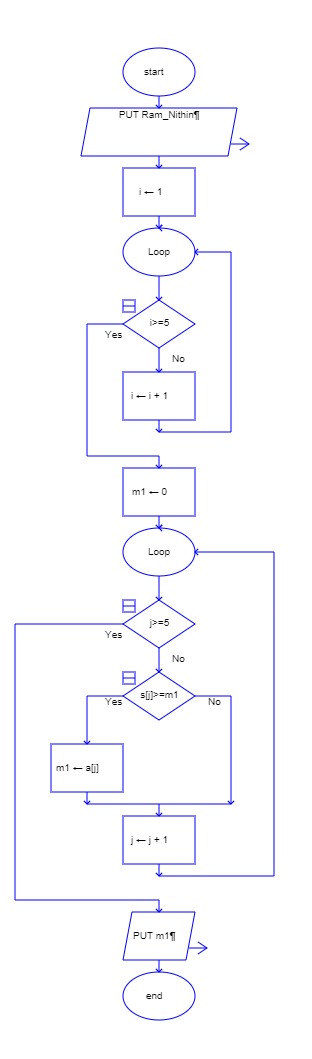 start
PUT Ram_Nithin¶
i ← 1
Loop
i>=5
Yes
No
i ← i + 1
m1 ← 0
Loop
j>=5
Yes
No
s[j]>=m1
Yes
No
m1 ← a[j]
j ← j + 1
PUT m1¶
end